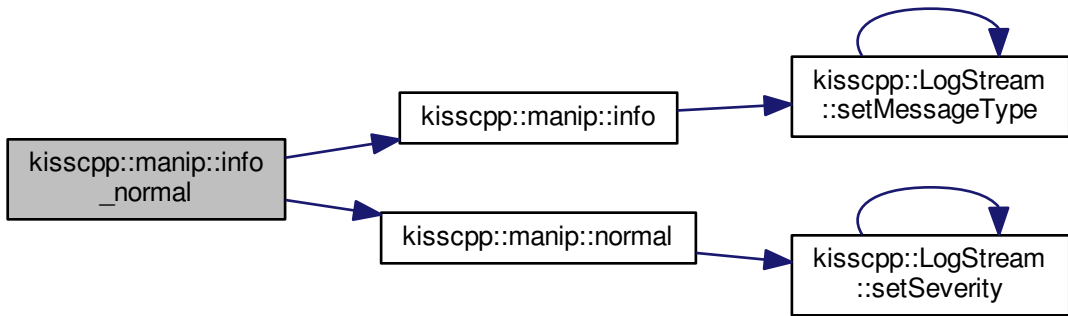 kisscpp::manip::info
_normal
kisscpp::manip::info
kisscpp::LogStream
::setMessageType
kisscpp::manip::normal
kisscpp::LogStream
::setSeverity